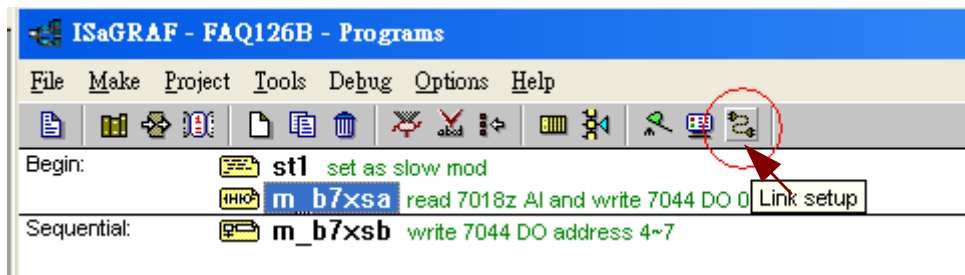 ISaGRAF - FAQ126B - Programs
File Make Project Tools Debug Options Help
Begin: st1 set as slow mod
m_b7xsa read 7018z AI and write 7044 DO 0 Link setup
Sequential: m_b7xsb write 7044 DO address 4~7